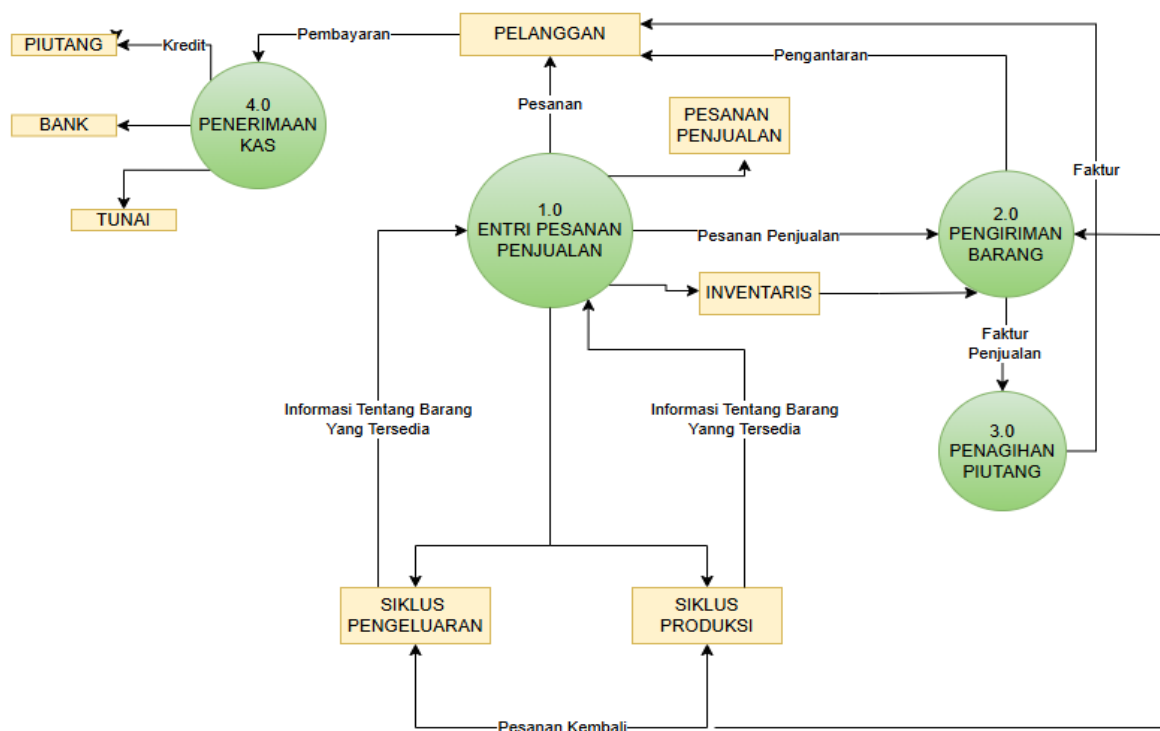 PIUTANG
Kredit
Pembayaran
PELANGGAN
Pengantaran
4.0
PENERIMAAN
KAS
BANK
TUNAI
Pesanan
PESANAN
PENJUALAN
Faktur
1.0
ENTRI PESANAN
PENJUALAN
Pesanan Penjualan
2.0
PENGIRIMAN
BARANG
INVENTARIS
Faktur
Penjualan
Informasi Tentang Barang
Yang Tersedia
Informasi Tentang Barang
Yanng Tersedia
3.0
PENAGIHAN
PIUTANG
SIKLUS
PENGELUARAN
SIKLUS
PRODUKSI
Pesanan Kembali